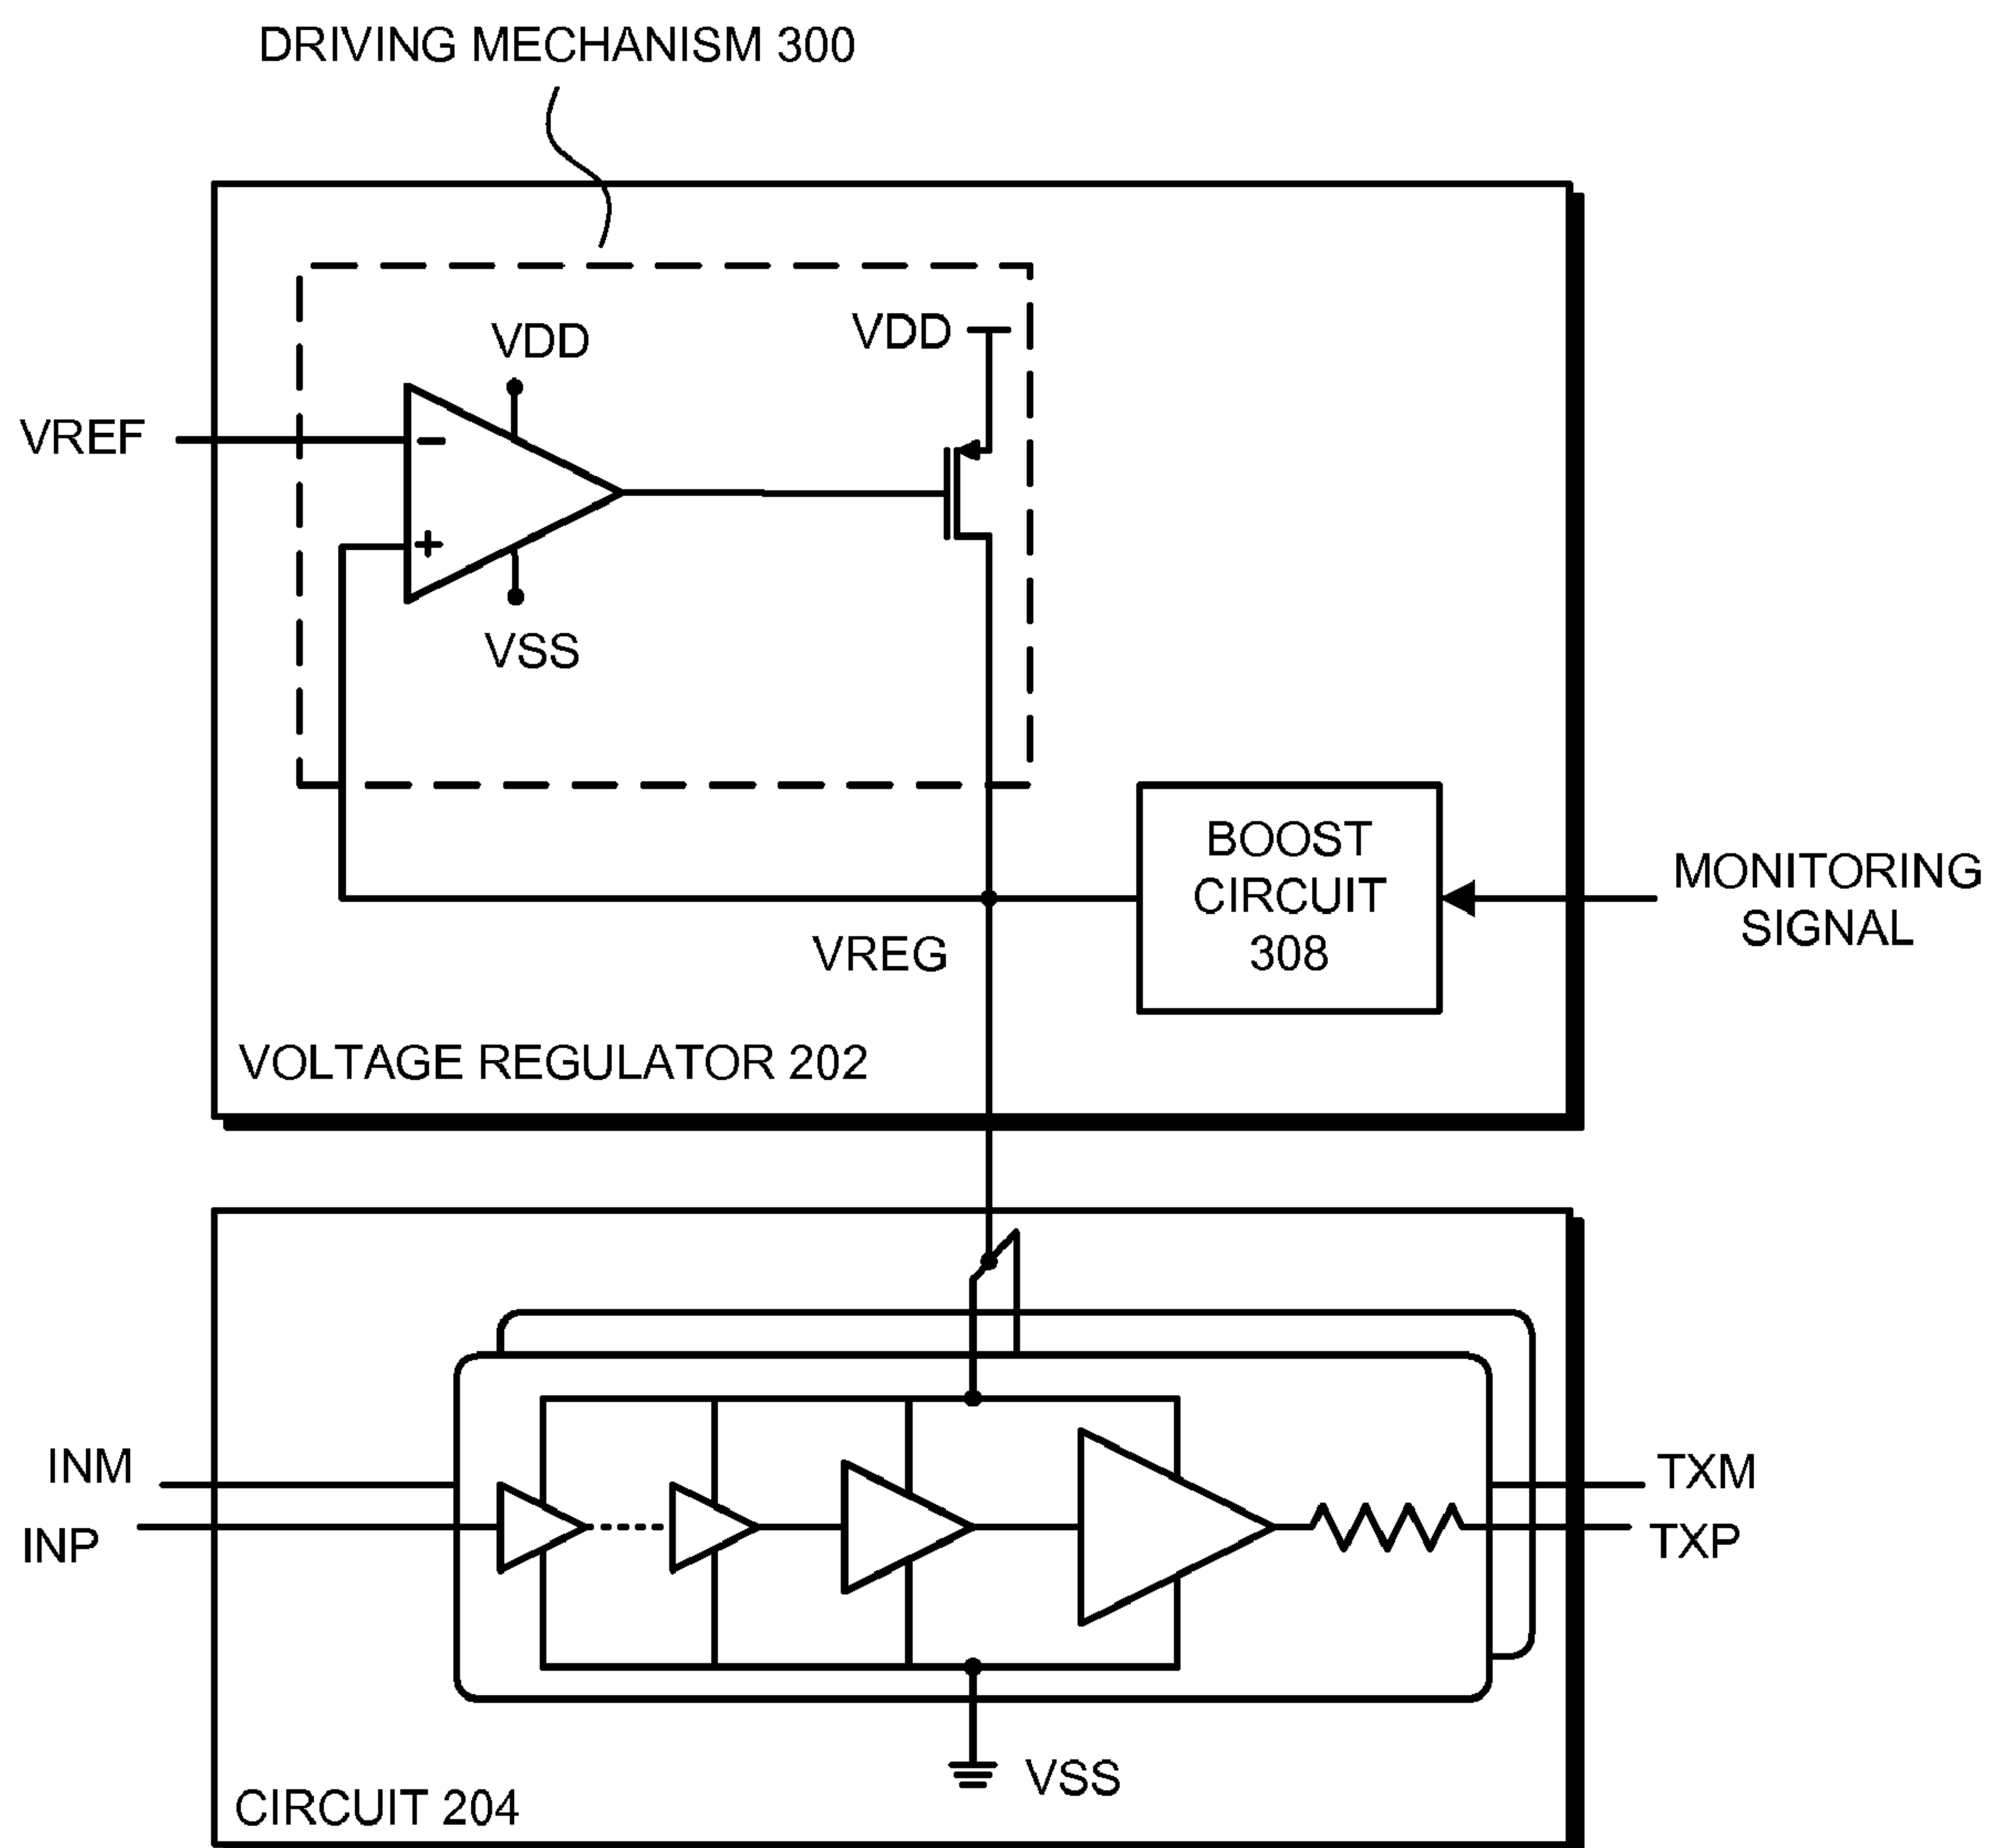 DRIVING MECHANISM 300
VDD
VDD
VREF
−
+
VSS
BOOST
CIRCUIT
308
MONITORING
SIGNAL
VREG
VOLTAGE REGULATOR 202
INM
INP
TXM
TXP
VSS
CIRCUIT 204